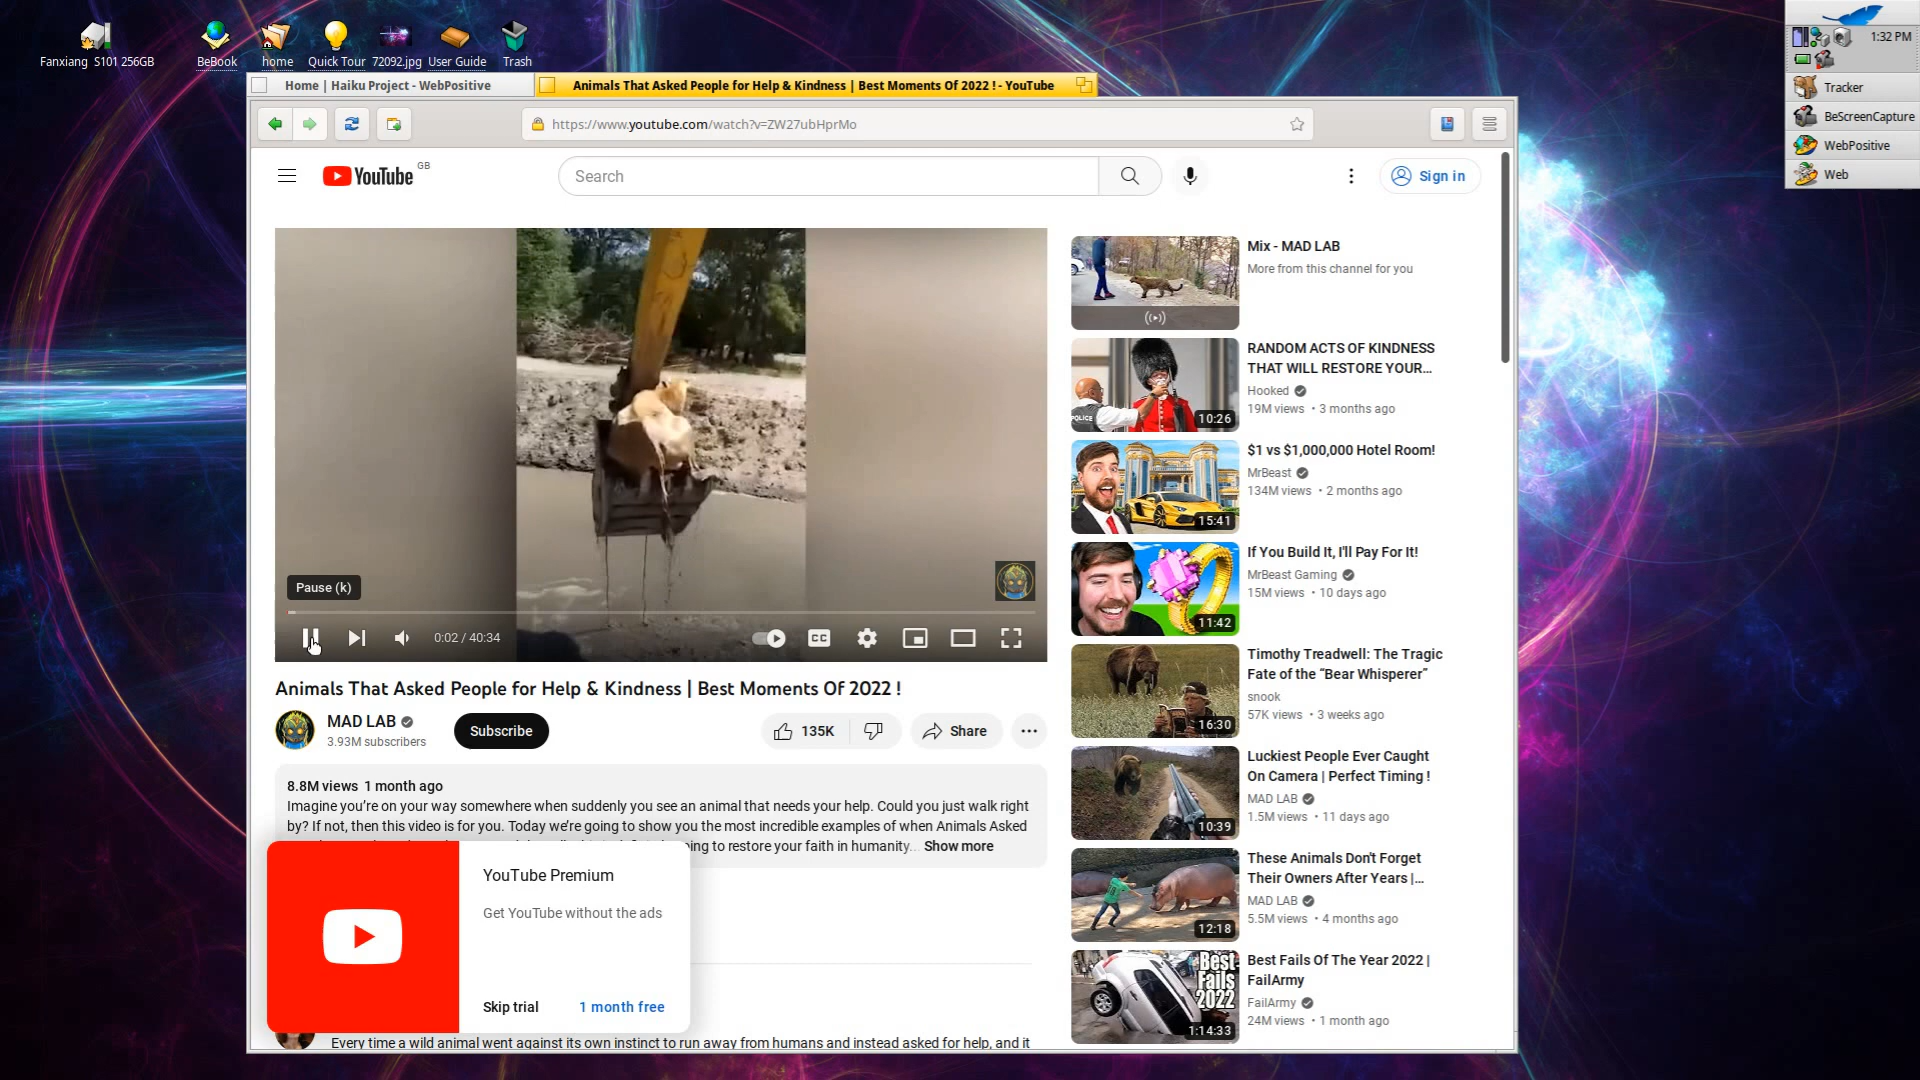 Fanxiang S101 256GB
BeBook
home
Quick Tour
72092.jpg
User Guide
Trash
1:32 PM
Tracker
BeScreenCapture
WebPositive
Web
Home | Haiku Project - WebPositive
Animals That Asked People for Help & Kindness | Best Moments Of 2022 ! - YouTube
https://www.youtube.com/watch?v=ZW27ubHprMo
YouTube
GB
Search
Sign in
Pause (k)
0:02 / 40:34
CC
Animals That Asked People for Help & Kindness | Best Moments Of 2022 !
MAD LAB
3.93M subscribers
Subscribe
135K
Share
8.8M views 1 month ago
Imagine you're on your way somewhere when suddenly you see an animal that needs your help. Could you just walk right
by? If not, then this video is for you. Today we're going to show you the most incredible examples of when Animals Asked
ing to restore your faith in humanity... Show more
YouTube Premium
Get YouTube without the ads
Skip trial
1 month free
Every time a wild animal went against its own instinct to run away from humans and instead asked for help, and it
Mix - MAD LAB
More from this channel for you
POLICE
10:26
RANDOM ACTS OF KINDNESS
THAT WILL RESTORE YOUR...
Hooked
19M views • 3 months ago
15:41
$1 vs $1,000,000 Hotel Room!
MrBeast
134M views • 2 months ago
11:42
If You Build It, I'll Pay For It!
MrBeast Gaming
15M views • 10 days ago
16:30
Timothy Treadwell: The Tragic
Fate of the “Bear Whisperer”
snook
57K views • 3 weeks ago
10:39
Luckiest People Ever Caught
On Camera | Perfect Timing !
MAD LAB
1.5M views • 11 days ago
12:18
These Animals Don't Forget
Their Owners After Years |...
MAD LAB
5.5M views • 4 months ago
Best
Fails
2022
1:14:33
Best Fails Of The Year 2022 |
FailArmy
FailArmy
24M views • 1 month ago